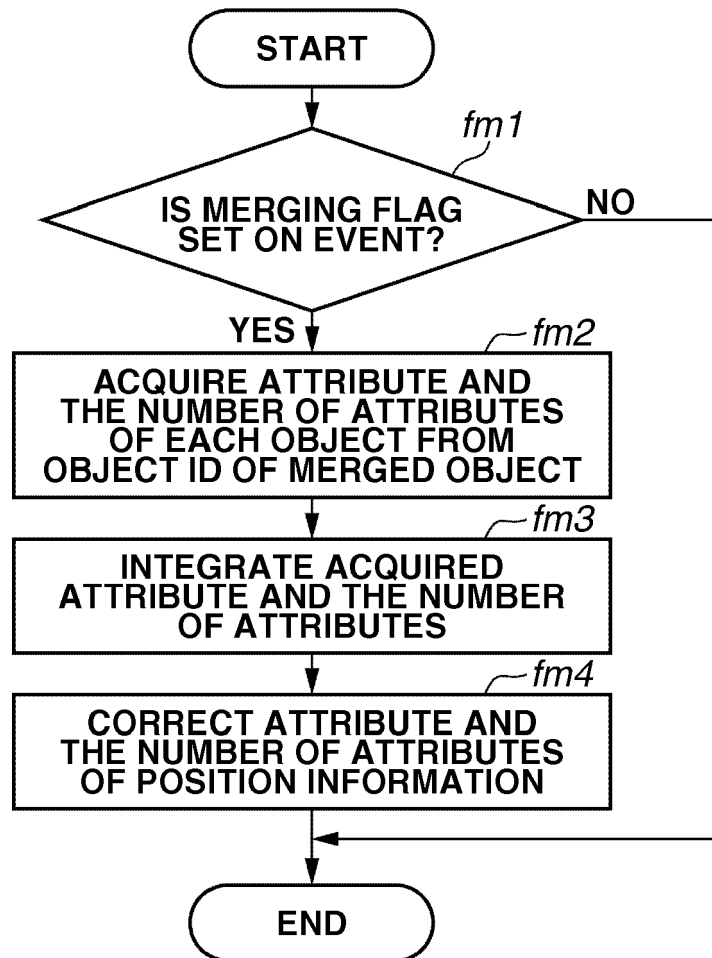 START
fm1
IS MERGING FLAG
SET ON EVENT?
NO
YES
fm2
ACQUIRE ATTRIBUTE AND
THE NUMBER OF ATTRIBUTES
OF EACH OBJECT FROM
OBJECT ID OF MERGED OBJECT
fm3
INTEGRATE ACQUIRED
ATTRIBUTE AND THE NUMBER
OF ATTRIBUTES
fm4
CORRECT ATTRIBUTE AND
THE NUMBER OF ATTRIBUTES
OF POSITION INFORMATION
END